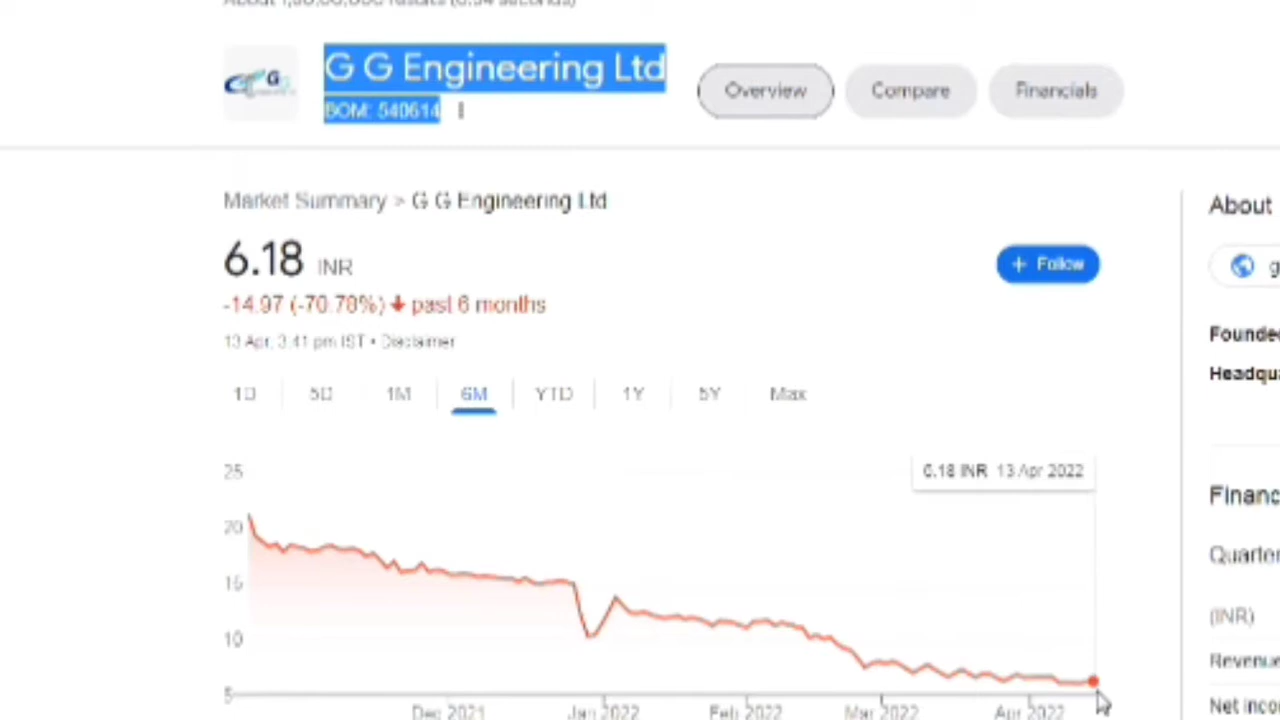 G G Engineering Ltd
BOM: 540614
Overview
Compare
Financials
Market Summary > G G Engineering Ltd
6.18 INR
+ Follow
-14.97 (-70.78%) ↓ past 6 months
13 Apr, 3:41 pm IST • Disclaimer
1D 5D 1M 6M YTD 1Y 5Y Max
25
6.18 INR 13 Apr 2022
20
15
10
5
Dec 2021 Jan 2022 Feb 2022 Mar 2022 Apr 2022
About
g
Founded
Headqua
Financ
Quarter
(INR)
Revenue
Net inco